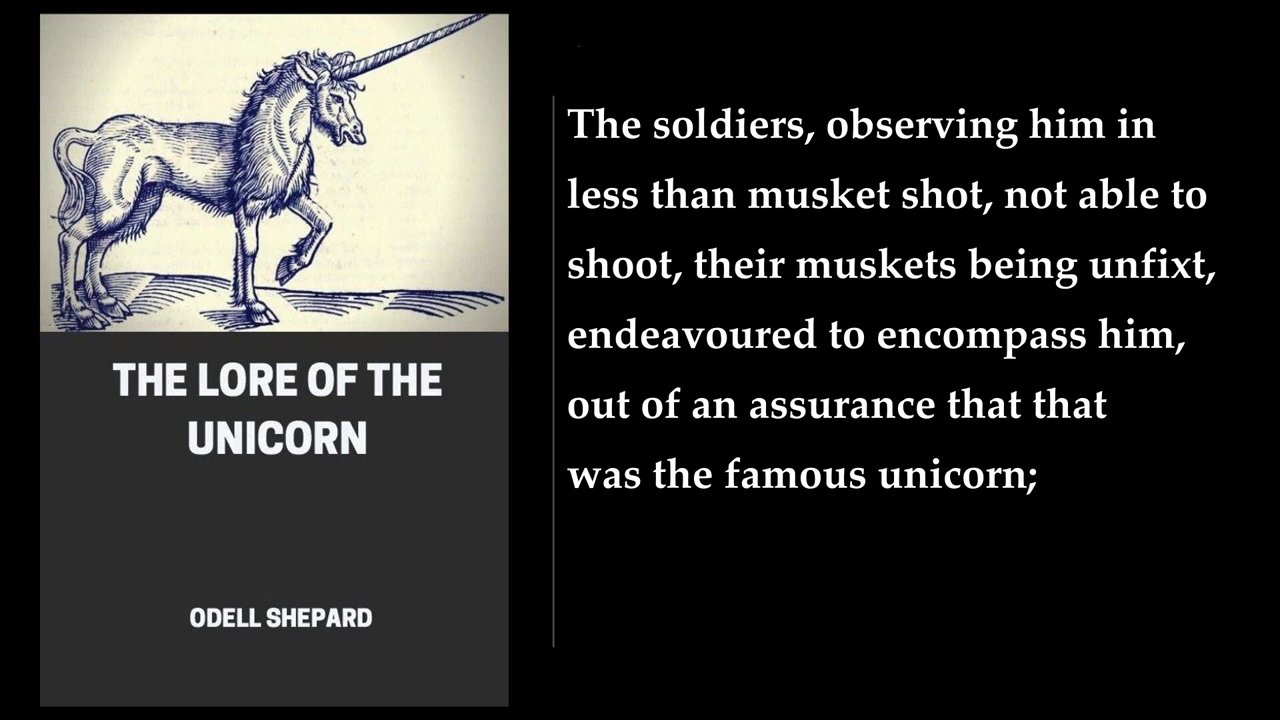 THE LORE OF THE
UNICORN
ODELL SHEPARD
The soldiers, observing him in
less than musket shot, not able to
shoot, their muskets being unfixt,
endeavoured to encompass him,
out of an assurance that that
was the famous unicorn;